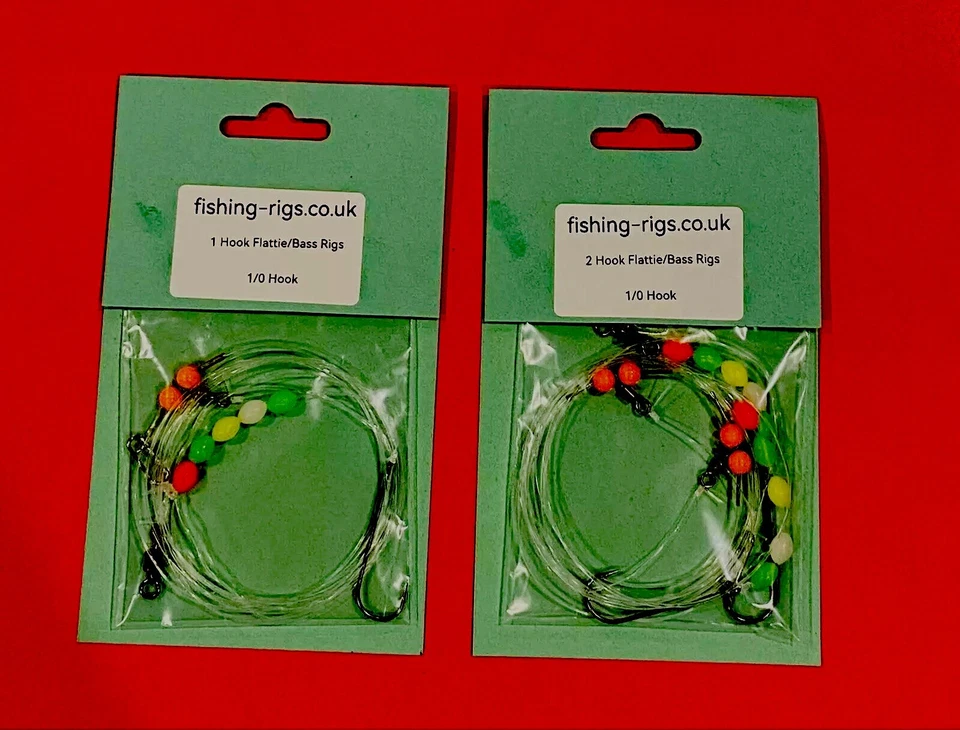 fishing-rigs.co.uk
1 Hook Flattie/Bass Rigs
1/0 Hook
fishing-rigs.co.uk
2 Hook Flattie/Bass Rigs
1/0 Hook